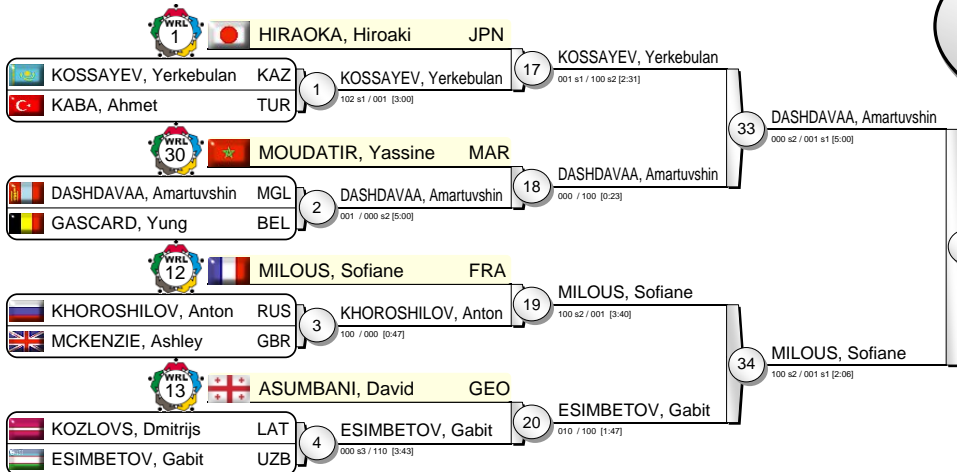 WRL
1
HIRAOKA, Hiroaki JPN
KOSSAYEV, Yerkebulan KAZ
KABA, Ahmet TUR
1
KOSSAYEV, Yerkebulan
102 s1 / 001 [3:00]
17
KOSSAYEV, Yerkebulan
001 s1 / 100 s2 [2:31]
WRL
30
MOUDATIR, Yassine MAR
DASHDAVAA, Amartuvshin MGL
GASCARD, Yung BEL
2
DASHDAVAA, Amartuvshin
001 / 000 s2 [5:00]
18
DASHDAVAA, Amartuvshin
000 / 100 [0:23]
33
DASHDAVAA, Amartuvshin
000 s2 / 001 s1 [5:00]
WRL
12
MILOUS, Sofiane FRA
KHOROSHILOV, Anton RUS
MCKENZIE, Ashley GBR
3
KHOROSHILOV, Anton
100 / 000 [0:47]
19
MILOUS, Sofiane
100 s2 / 001 [3:40]
WRL
13
ASUMBANI, David GEO
KOZLOVS, Dmitrijs LAT
ESIMBETOV, Gabit UZB
4
ESIMBETOV, Gabit
000 s3 / 110 [3:43]
20
ESIMBETOV, Gabit
010 / 100 [1:47]
34
MILOUS, Sofiane
100 s2 / 001 s1 [2:06]